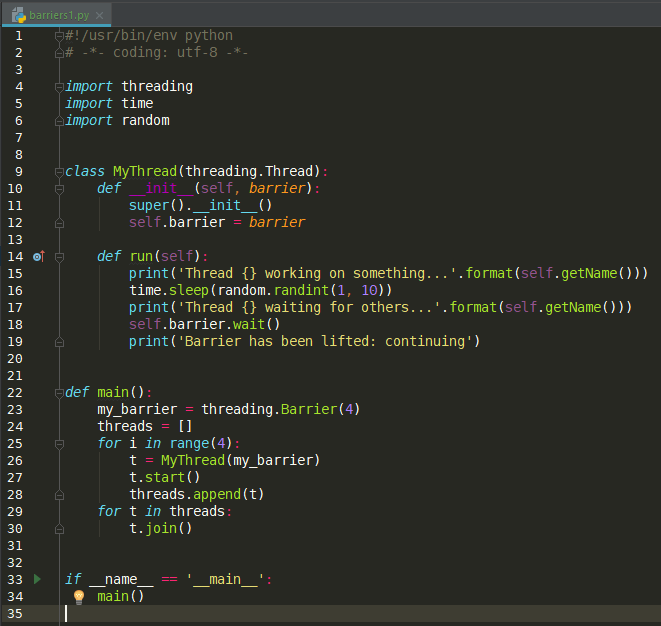 barriers1.py
1 #!/usr/bin/env python
2 # -*- coding: utf-8 -*-
3
4 import threading
5 import time
6 import random
7
8
9 class MyThread(threading.Thread):
10     def __init__(self, barrier):
11         super().__init__()
12         self.barrier = barrier
13
14     def run(self):
15         print('Thread {} working on something...'.format(self.getName()))
16         time.sleep(random.randint(1, 10))
17         print('Thread {} waiting for others...'.format(self.getName()))
18         self.barrier.wait()
19         print('Barrier has been lifted: continuing')
20
21
22 def main():
23     my_barrier = threading.Barrier(4)
24     threads = []
25     for i in range(4):
26         t = MyThread(my_barrier)
27         t.start()
28         threads.append(t)
29     for t in threads:
30         t.join()
31
32
33 if __name__ == '__main__':
34     main()
35